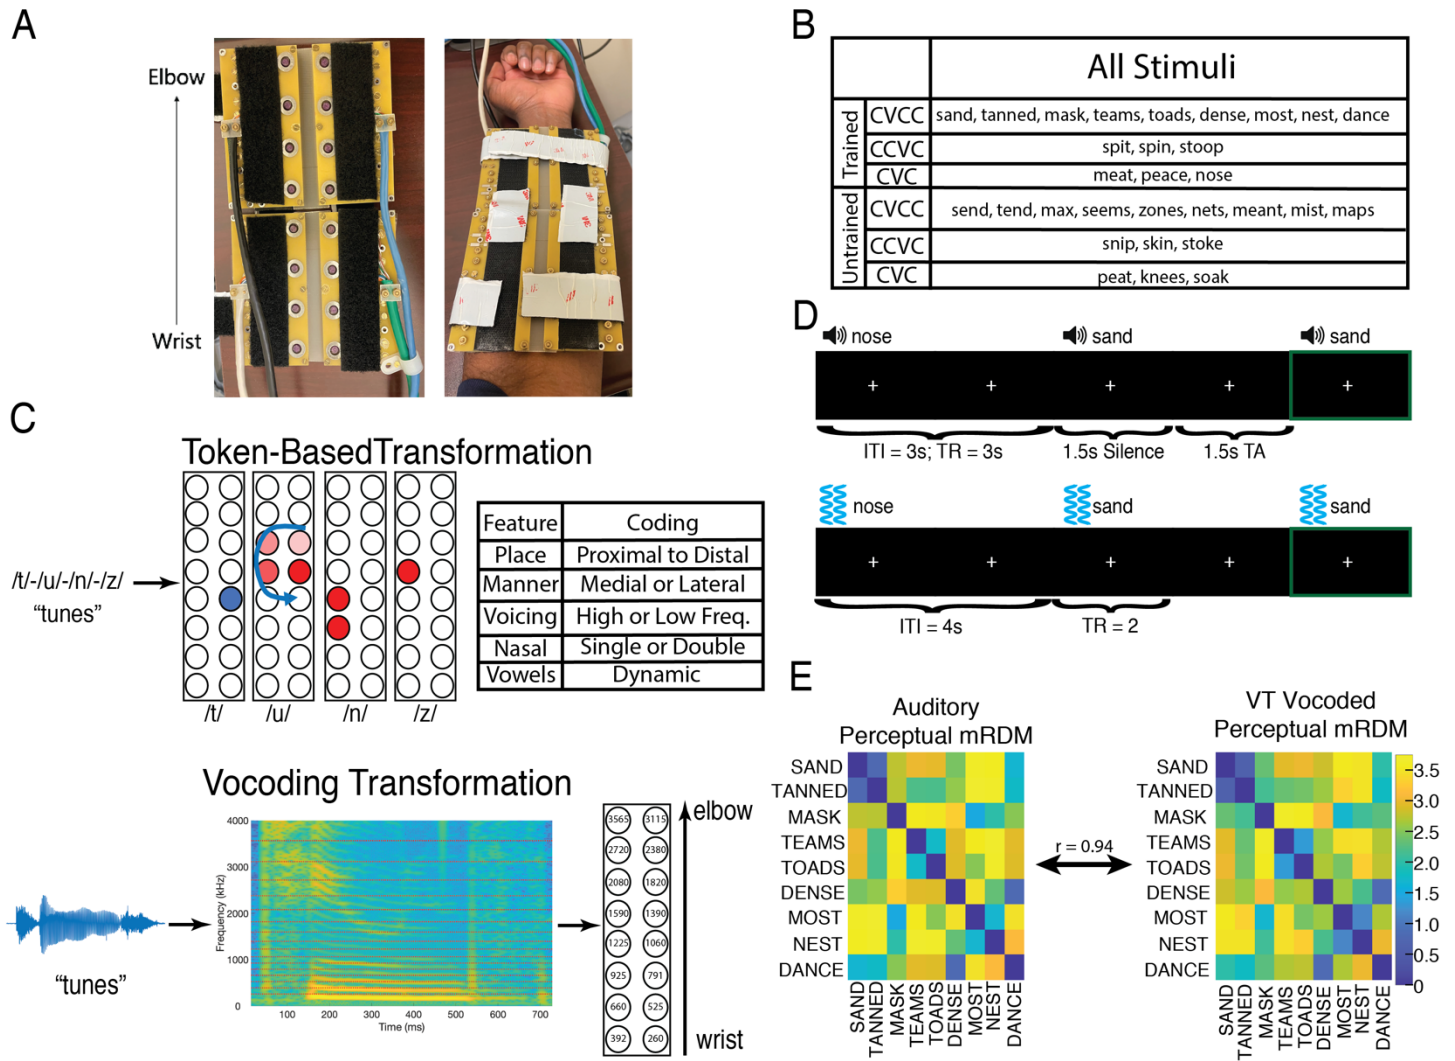 A
Elbow
Wrist
B
All Stimuli
Trained
CVCC
sand, tanned, mask, teams, toads, dense, most, nest, dance
CCVC
spit, spin, stoop
CVC
meat, peace, nose
Untrained
CVCC
send, tend, max, seems, zones, nets, meant, mist, maps
CCVC
snip, skin, stoke
CVC
peat, knees, soak
C
Token-BasedTransformation
/t/-/u/-/n/-/z/
"tunes"
/t/
/u/
/n/
/z/
Feature
Coding
Place
Proximal to Distal
Manner
Medial or Lateral
Voicing
High or Low Freq.
Nasal
Single or Double
Vowels
Dynamic
Vocoding Transformation
"tunes"
Frequency (kHz)
4000
3000
2000
1000
0
100 200 300 400 500 600 700
Time (ms)
elbow
3565 3115
2720 2380
2080 1820
1590 1390
1225 1060
925 791
660 525
392 260
wrist
D
nose
sand
sand
+ + + + +
ITI = 3s; TR = 3s
1.5s Silence
1.5s TA
nose
sand
sand
+ + + + +
ITI = 4s
TR = 2
E
Auditory
Perceptual mRDM
SAND
TANNED
MASK
TEAMS
TOADS
DENSE
MOST
NEST
DANCE
SAND
TANNED
MASK
TEAMS
TOADS
DENSE
MOST
NEST
DANCE
r = 0.94
VT Vocoded
Perceptual mRDM
SAND
TANNED
MASK
TEAMS
TOADS
DENSE
MOST
NEST
DANCE
SAND
TANNED
MASK
TEAMS
TOADS
DENSE
MOST
NEST
DANCE
3.5
3.0
2.5
2.0
1.5
1.0
0.5
0